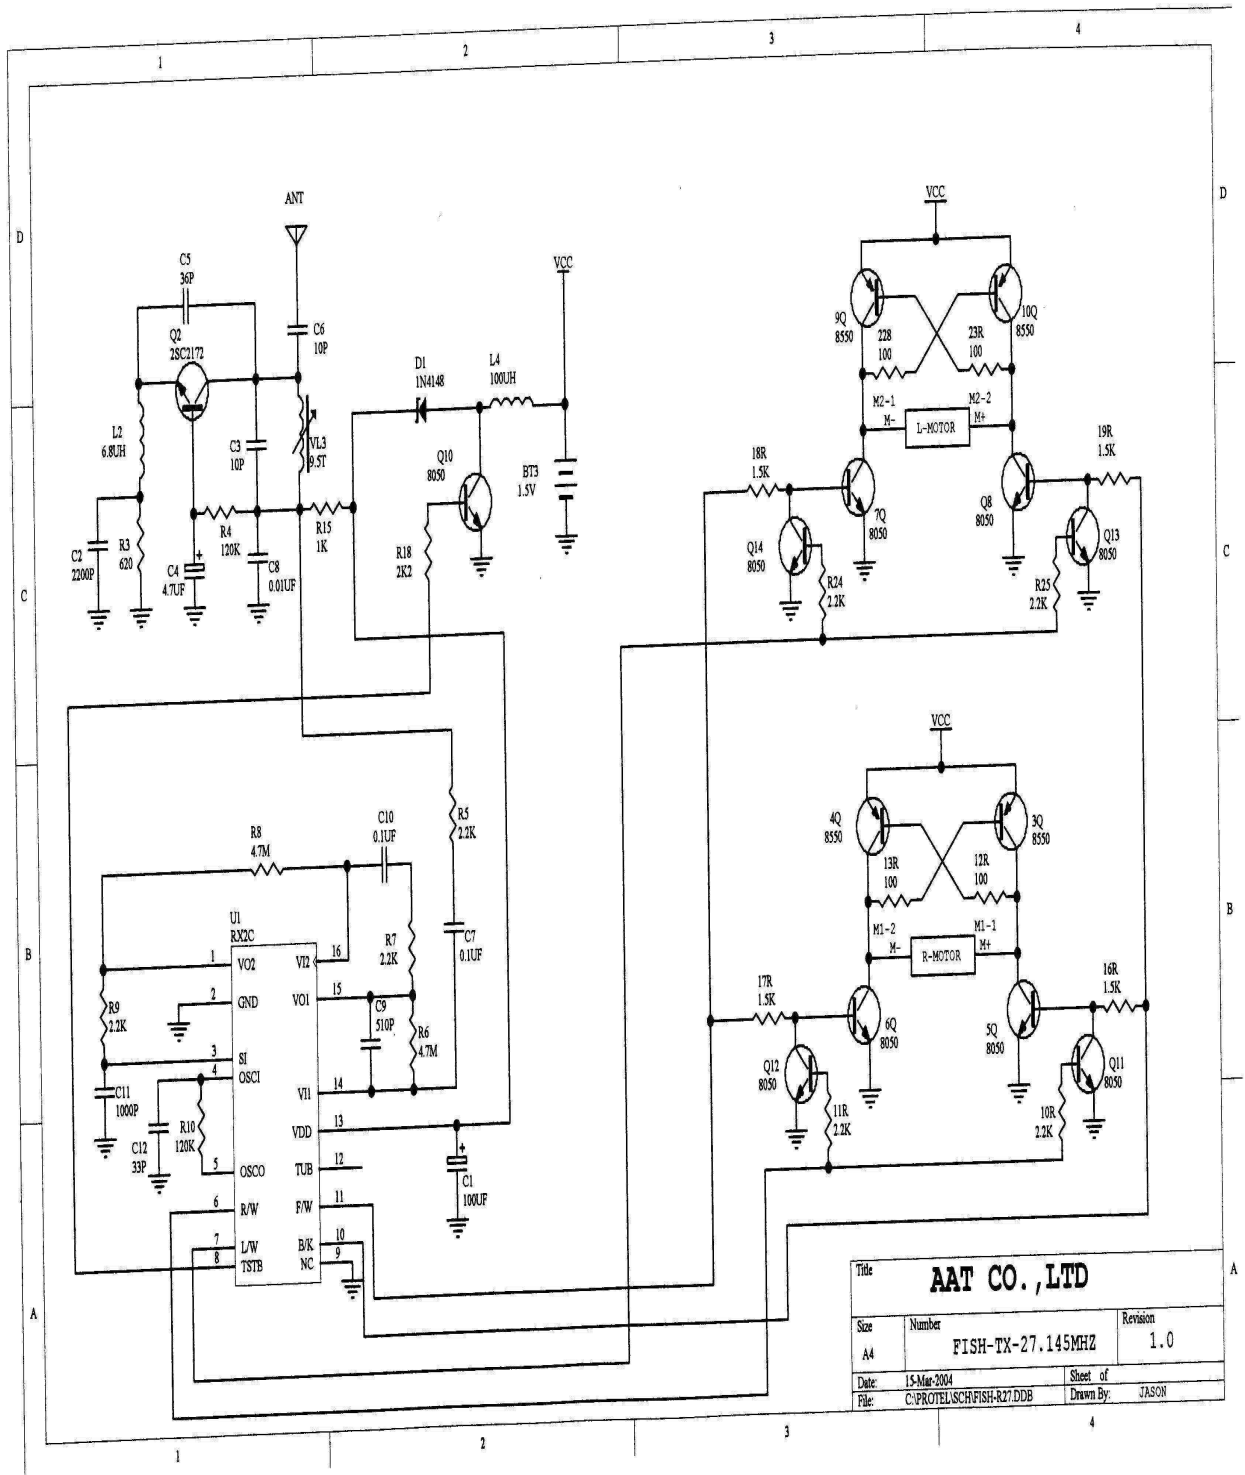 1
2
3
4
D
D
C
C
B
B
A
A
ANT
C5
36P
Q2
2SC2172
C6
10P
L2
6.8UH
C3
10P
VL3
9.5T
C2
2200P
R3
620
C4
4.7UF
+
R4
120K
C8
0.01UF
R15
1K
D1
1N4148
L4
100UH
VCC
Q10
8050
BT3
1.5V
R18
2K2
VCC
9Q
8550
10Q
8550
228
100
23R
100
M2-1
M-
L-MOTOR
M2-2
M+
18R
1.5K
19R
1.5K
7Q
8050
Q8
8050
Q14
8050
Q13
8050
R24
2.2K
R25
2.2K
VCC
4Q
8550
3Q
8550
13R
100
12R
100
M1-2
M-
R-MOTOR
M1-1
M+
17R
1.5K
16R
1.5K
6Q
8050
5Q
8050
Q12
8050
Q11
8050
11R
2.2K
10R
2.2K
R8
4.7M
C10
0.1UF
R5
2.2K
C7
0.1UF
R7
2.2K
R6
4.7M
C9
510P
R9
2.2K
C11
1000P
C12
33P
R10
120K
C1
100UF
+
U1
RX2C
1 VO2
2 GND
3 SI
4 OSCI
5 OSCO
6 R/W
7 L/W
8 TSTB
VI2 16
VO1 15
VI1 14
VDD 13
TUB 12
F/W 11
B/K 10
NC 9
Title
AAT CO.,LTD
Size
A4
Number
FISH-TX-27.145MHZ
Revision
1.0
Date: 15-Mar-2004 Sheet of
File: C:\PROTEL\SCH\FISH-R27.DDB Drawn By: JASON
1
2
3
4